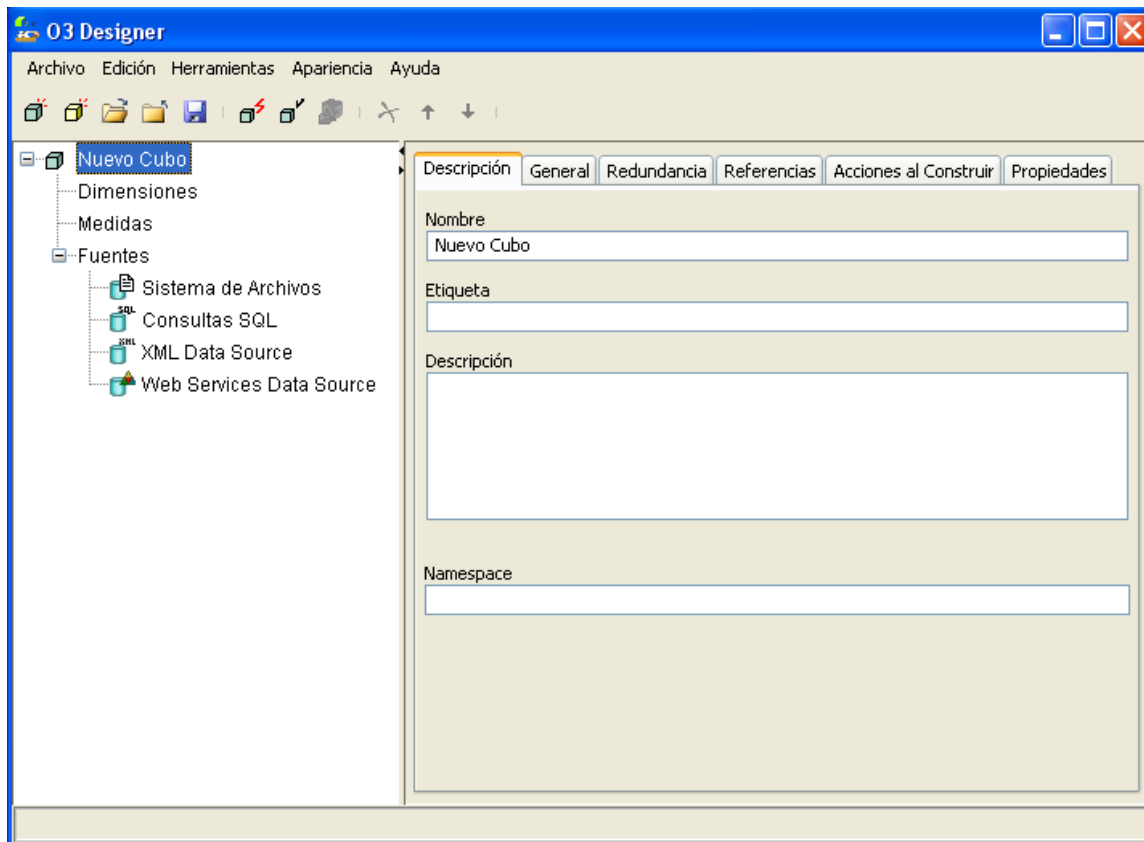 O3 Designer
Archivo Edición Herramientas Apariencia Ayuda
Nuevo Cubo
Dimensiones
Medidas
Fuentes
Sistema de Archivos
SQL
Consultas SQL
XML
XML Data Source
Web Services Data Source
Descripción General Redundancia Referencias Acciones al Construir Propiedades
Nombre
Nuevo Cubo
Etiqueta
Descripción
Namespace